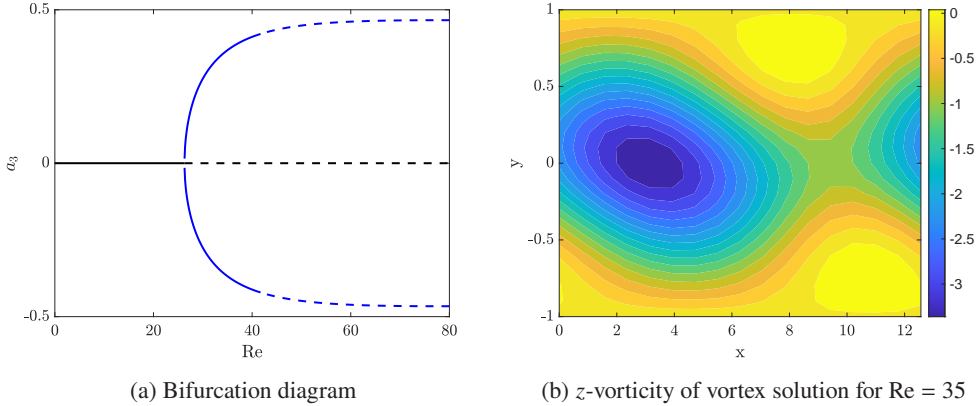 0.5
0
-0.5
a₃
0 20 40 60 80
Re
(a) Bifurcation diagram
1
0.5
0
-0.5
-1
y
0 2 4 6 8 10 12
x
0
-0.5
-1
-1.5
-2
-2.5
-3
(b) z-vorticity of vortex solution for Re = 35